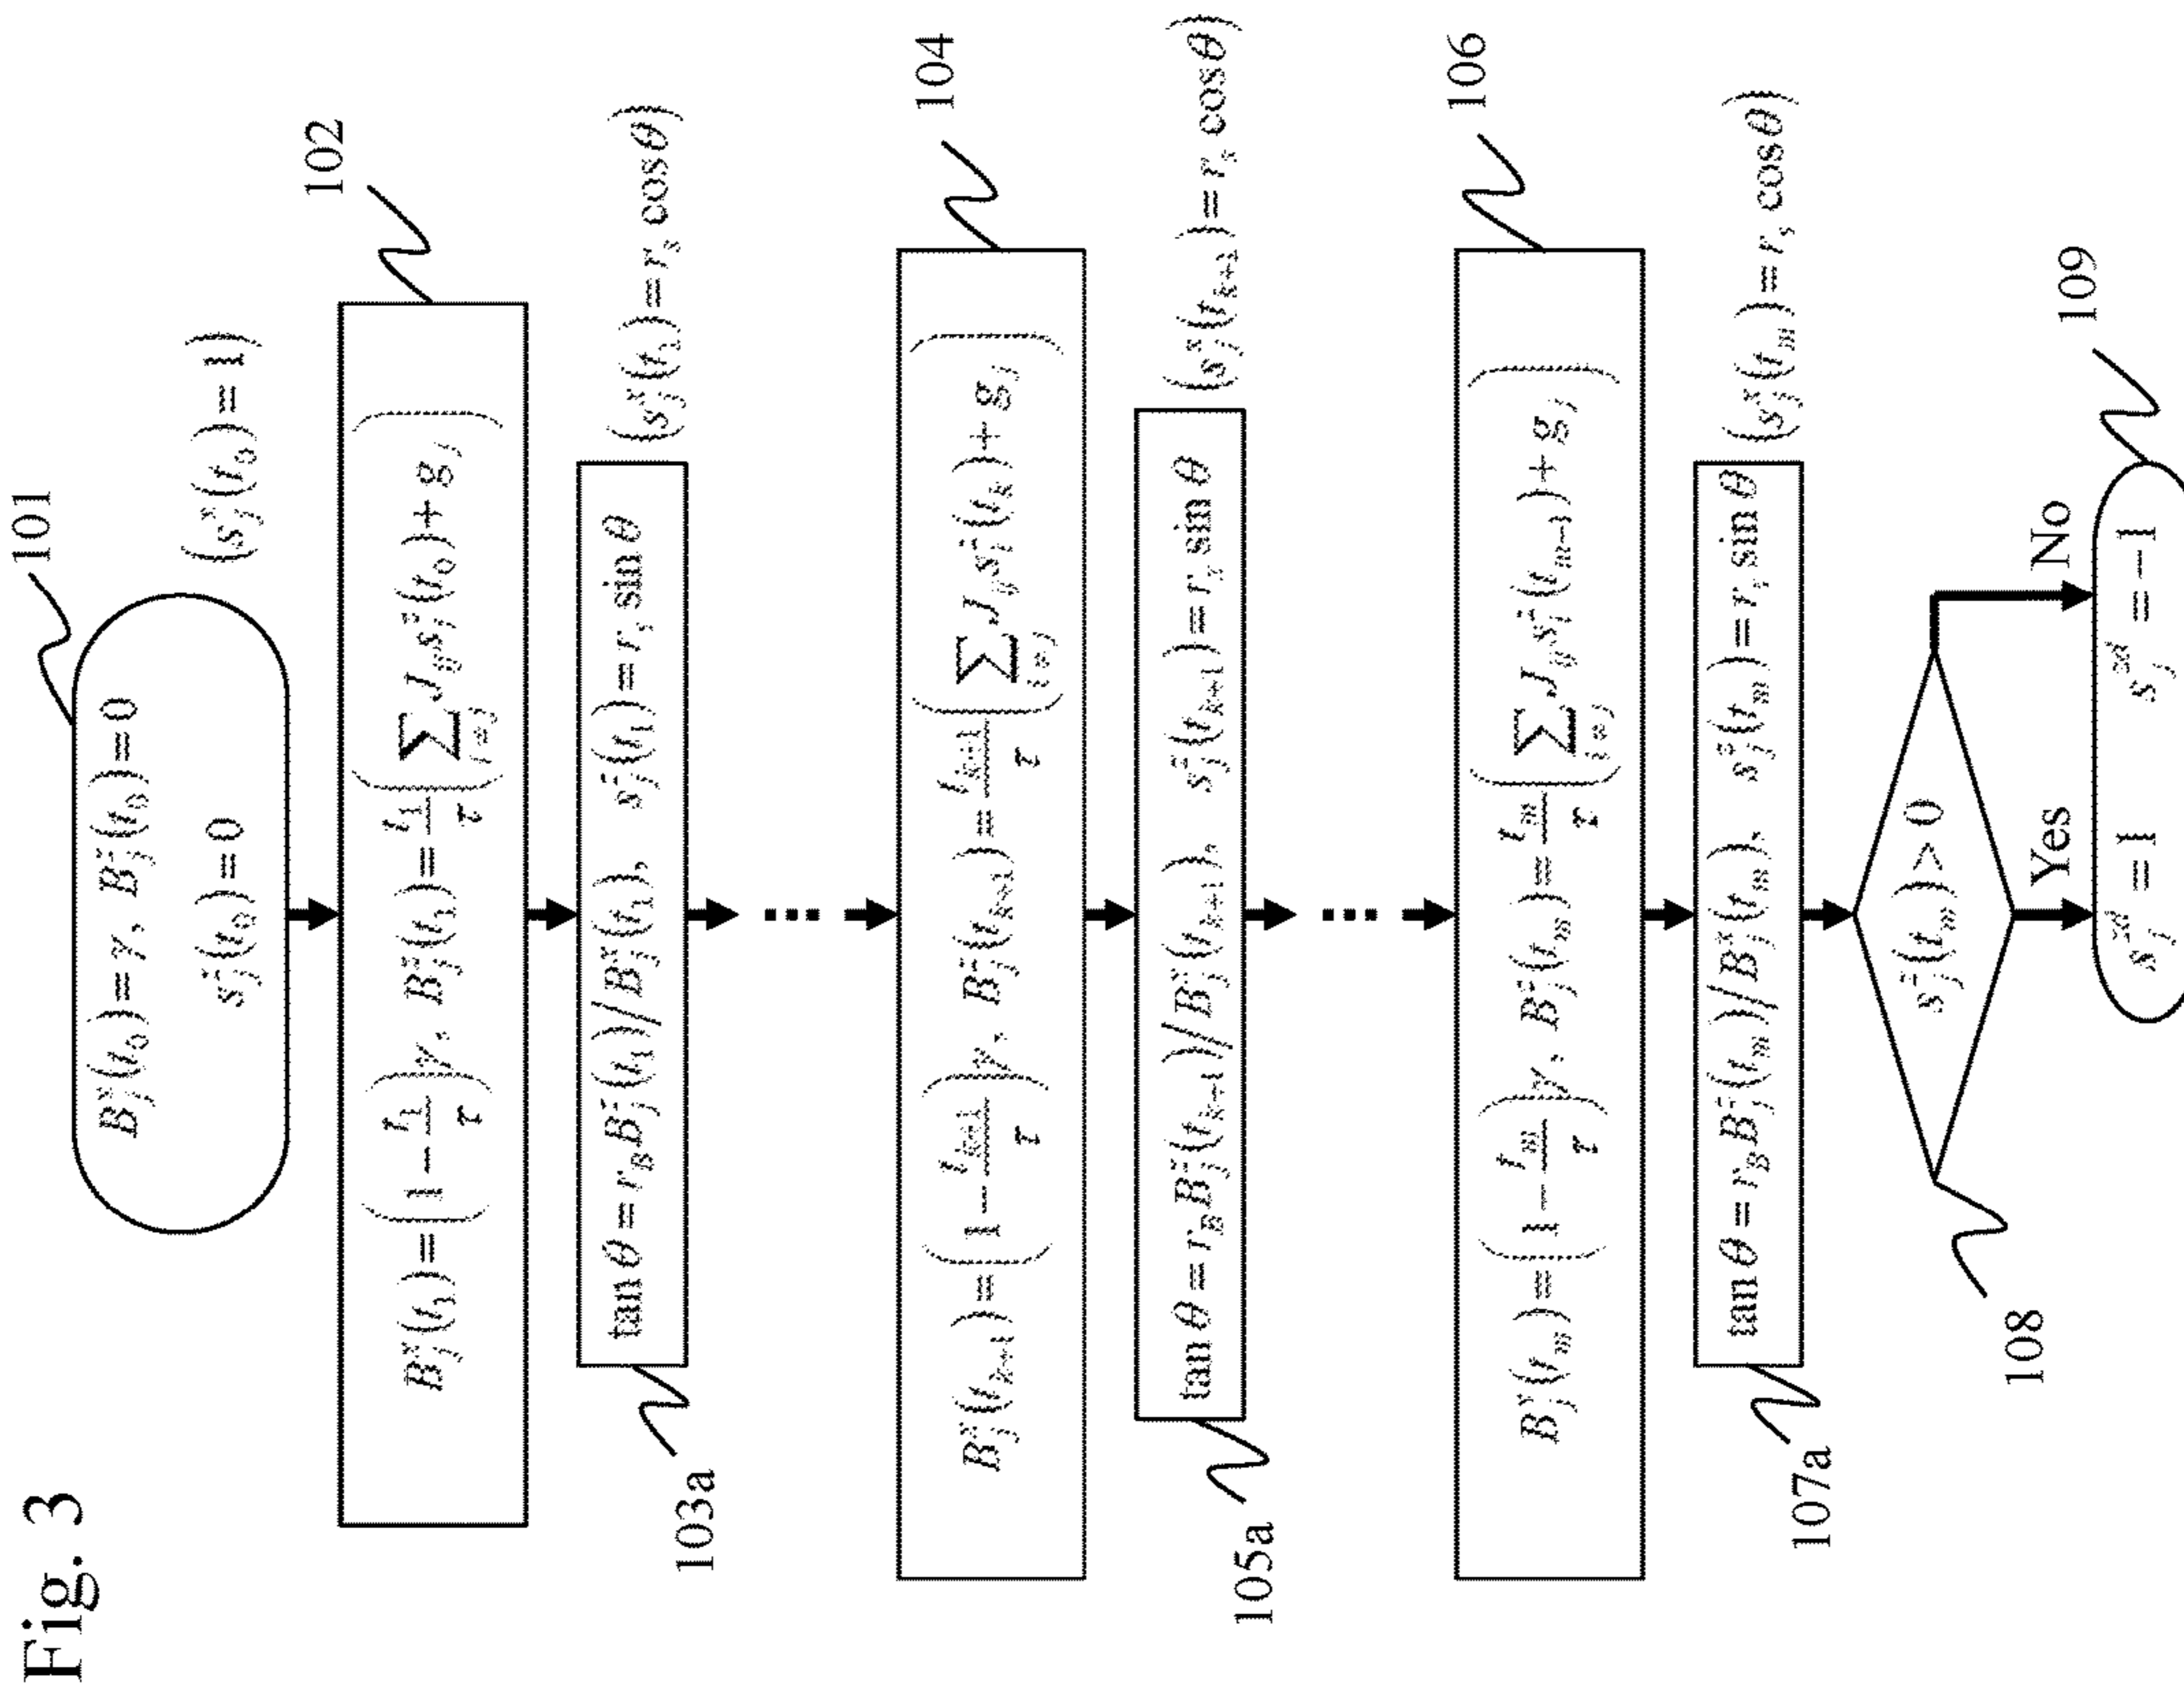 Fig. 3
101
B_j^x(t_0) = γ, B_j^z(t_0) = 0
s_j^z(t_0) = 0
(s_j^x(t_0) = 1)
102
B_j^x(t_1) = (1 − t_1/τ)γ, B_j^z(t_1) = t_1/τ (∑_{i(≠j)} J_{ij} s_i^z(t_0) + g_j)
tan θ = r_B B_j^z(t_1)/B_j^x(t_1), s_j^z(t_1) = r_s sin θ
(s_j^x(t_1) = r_s cos θ)
103a
104
B_j^x(t_{k+1}) = (1 − t_{k+1}/τ)γ, B_j^z(t_{k+1}) = t_{k+1}/τ (∑_{i(≠j)} J_{ij} s_i^z(t_k) + g_j)
tan θ = r_B B_j^z(t_{k+1})/B_j^x(t_{k+1}), s_j^z(t_{k+1}) = r_s sin θ
(s_j^x(t_{k+1}) = r_s cos θ)
105a
106
B_j^x(t_m) = (1 − t_m/τ)γ, B_j^z(t_m) = t_m/τ (∑_{i(≠j)} J_{ij} s_i^z(t_{m−1}) + g_j)
tan θ = r_B B_j^z(t_m)/B_j^x(t_m), s_j^z(t_m) = r_s sin θ
(s_j^x(t_m) = r_s cos θ)
107a
s_j^z(t_m) > 0
108
Yes
No
109
s_j^{zd} = 1 s_j^{zd} = −1